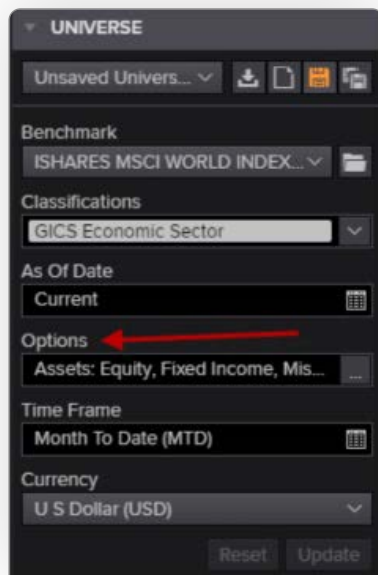 UNIVERSE
Unsaved Univers...
Benchmark
ISHARES MSCI WORLD INDEX...
Classifications
GICS Economic Sector
As Of Date
Current
Options
Assets: Equity, Fixed Income, Mis...
...
Time Frame
Month To Date (MTD)
Currency
U S Dollar (USD)
Reset Update